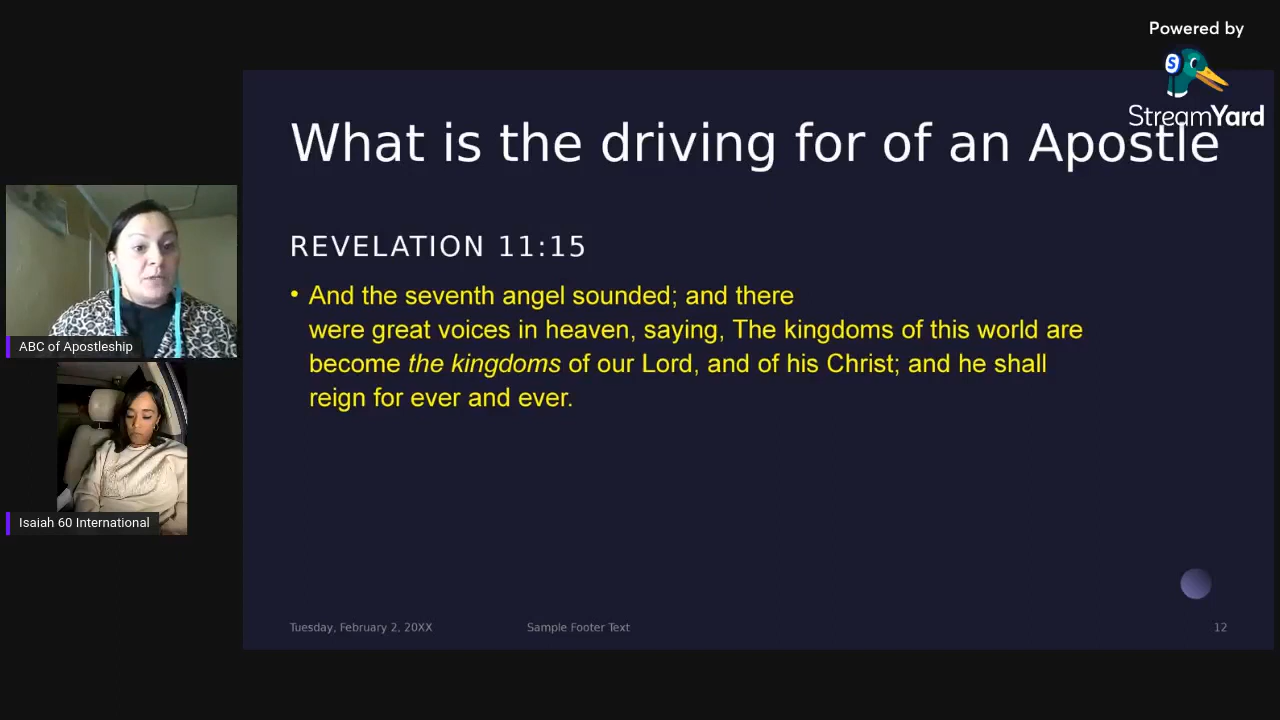 Powered by
StreamYard
What is the driving for of an Apostle
REVELATION 11:15
• And the seventh angel sounded; and there
were great voices in heaven, saying, The kingdoms of this world are
become the kingdoms of our Lord, and of his Christ; and he shall
reign for ever and ever.
ABC of Apostleship
Isaiah 60 International
Tuesday, February 2, 20XX
Sample Footer Text
12